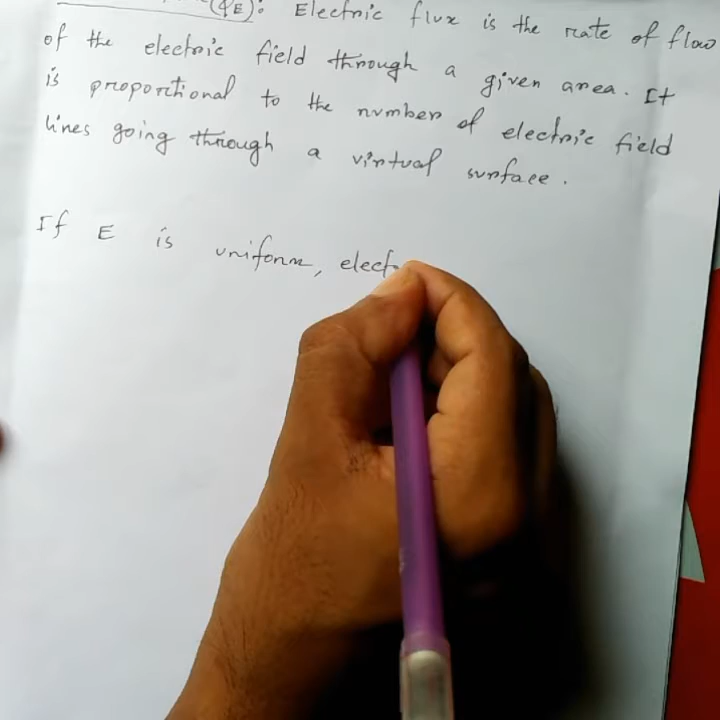 (ΦE): Electric flux is the rate of flow
of the electric field through a given area. It
is proportional to the number of electric field
lines going through a virtual surface.
If E is uniform, elect